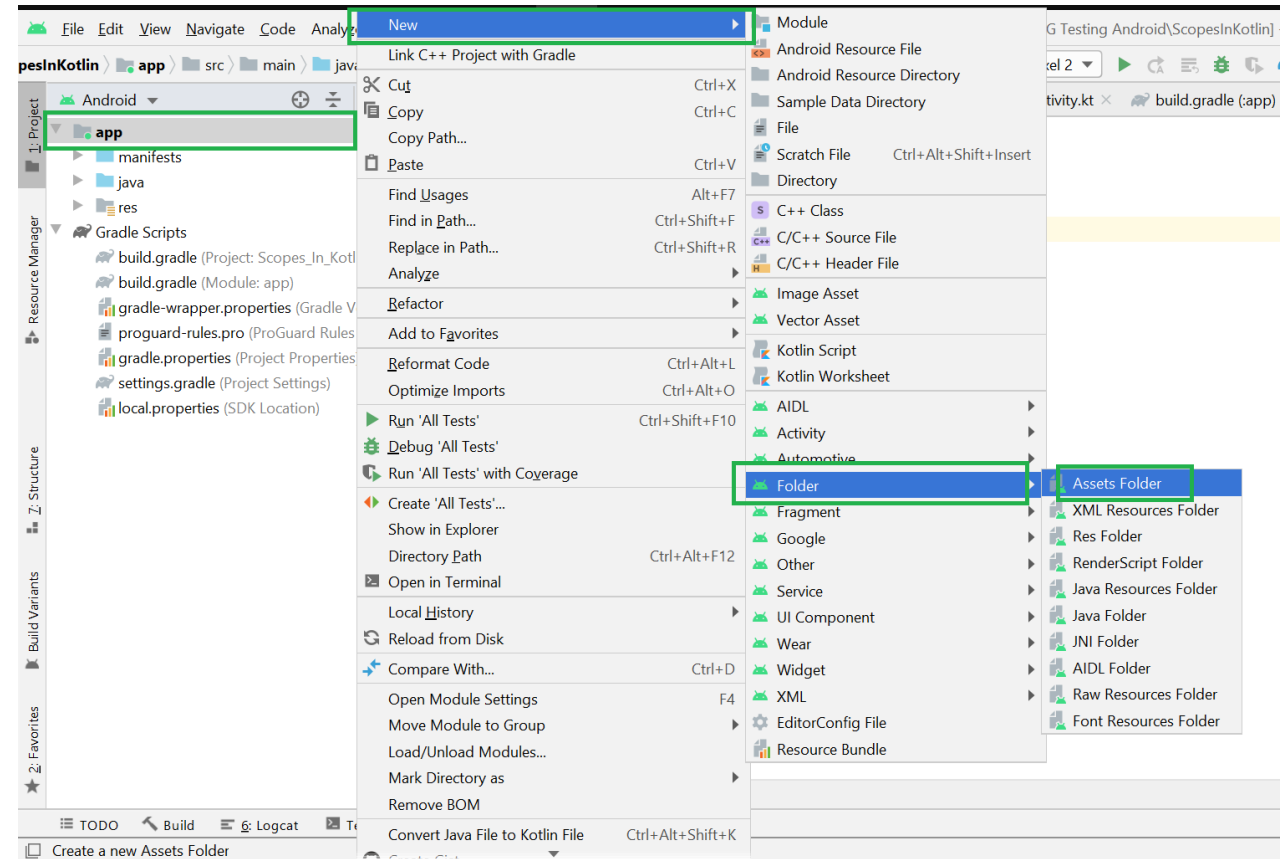 File Edit View Navigate Code Analyze
G Testing Android\ScopesInKotlin] -
pesInKotlin app src main java
xel 2
Android
tivity.kt build.gradle (:app)
1: Project
Resource Manager
7: Structure
Build Variants
2: Favorites
app
manifests
java
res
Gradle Scripts
build.gradle (Project: Scopes_In_Kotl
build.gradle (Module: app)
gradle-wrapper.properties (Gradle V
proguard-rules.pro (ProGuard Rules
gradle.properties (Project Properties
settings.gradle (Project Settings)
local.properties (SDK Location)
New
Link C++ Project with Gradle
Cut Ctrl+X
Copy Ctrl+C
Copy Path...
Paste Ctrl+V
Find Usages Alt+F7
Find in Path... Ctrl+Shift+F
Replace in Path... Ctrl+Shift+R
Analyze
Refactor
Add to Favorites
Reformat Code Ctrl+Alt+L
Optimize Imports Ctrl+Alt+O
Run 'All Tests' Ctrl+Shift+F10
Debug 'All Tests'
Run 'All Tests' with Coverage
Create 'All Tests'...
Show in Explorer
Directory Path Ctrl+Alt+F12
Open in Terminal
Local History
Reload from Disk
Compare With... Ctrl+D
Open Module Settings F4
Move Module to Group
Load/Unload Modules...
Mark Directory as
Remove BOM
Convert Java File to Kotlin File Ctrl+Alt+Shift+K
Module
Android Resource File
Android Resource Directory
Sample Data Directory
File
Scratch File Ctrl+Alt+Shift+Insert
Directory
S C++ Class
C++ C/C++ Source File
H C/C++ Header File
Image Asset
Vector Asset
Kotlin Script
Kotlin Worksheet
AIDL
Activity
Automotive
Folder
Fragment
Google
Other
Service
UI Component
Wear
Widget
XML
EditorConfig File
Resource Bundle
Assets Folder
XML Resources Folder
Res Folder
RenderScript Folder
Java Resources Folder
Java Folder
JNI Folder
AIDL Folder
Raw Resources Folder
Font Resources Folder
TODO Build 6: Logcat Te
Create a new Assets Folder